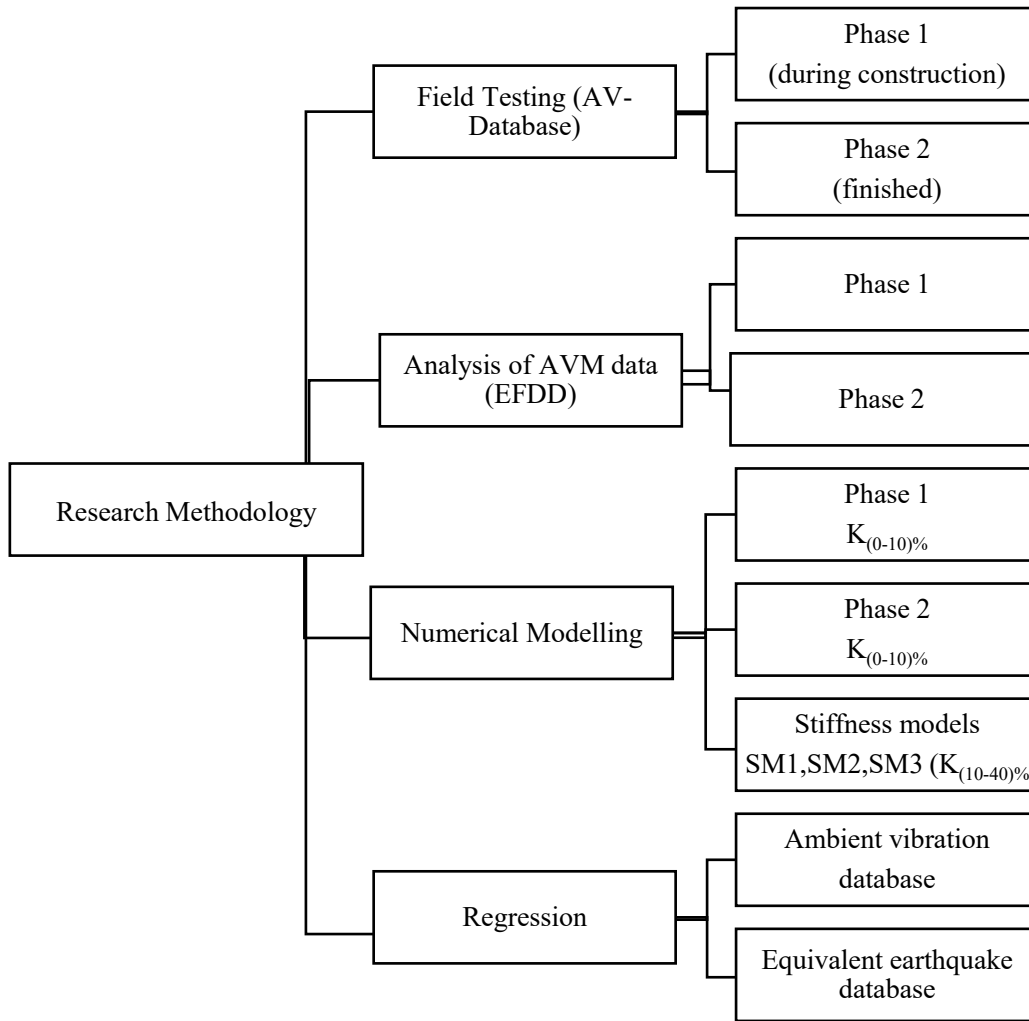 Research Methodology
Field Testing (AV-
Database)
Phase 1
(during construction)
Phase 2
(finished)
Analysis of AVM data
(EFDD)
Phase 1
Phase 2
Numerical Modelling
Phase 1
K(0-10)%
Phase 2
K(0-10)%
Stiffness models
SM1,SM2,SM3 (K(10-40)%
Regression
Ambient vibration
database
Equivalent earthquake
database